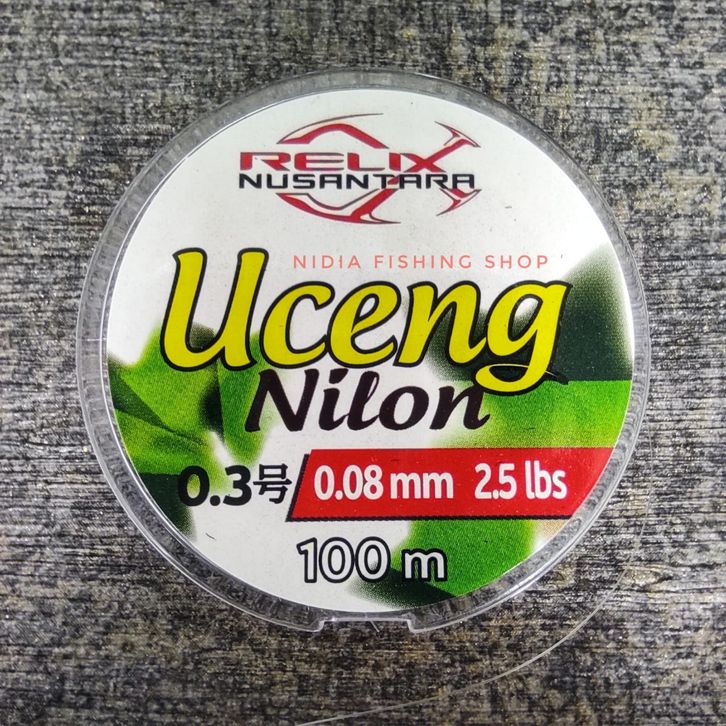 RELIX
NUSANTARA
NIDIA FISHING SHOP
Uceng
Nilon
0.3号 0.08 mm 2.5 lbs
100 m